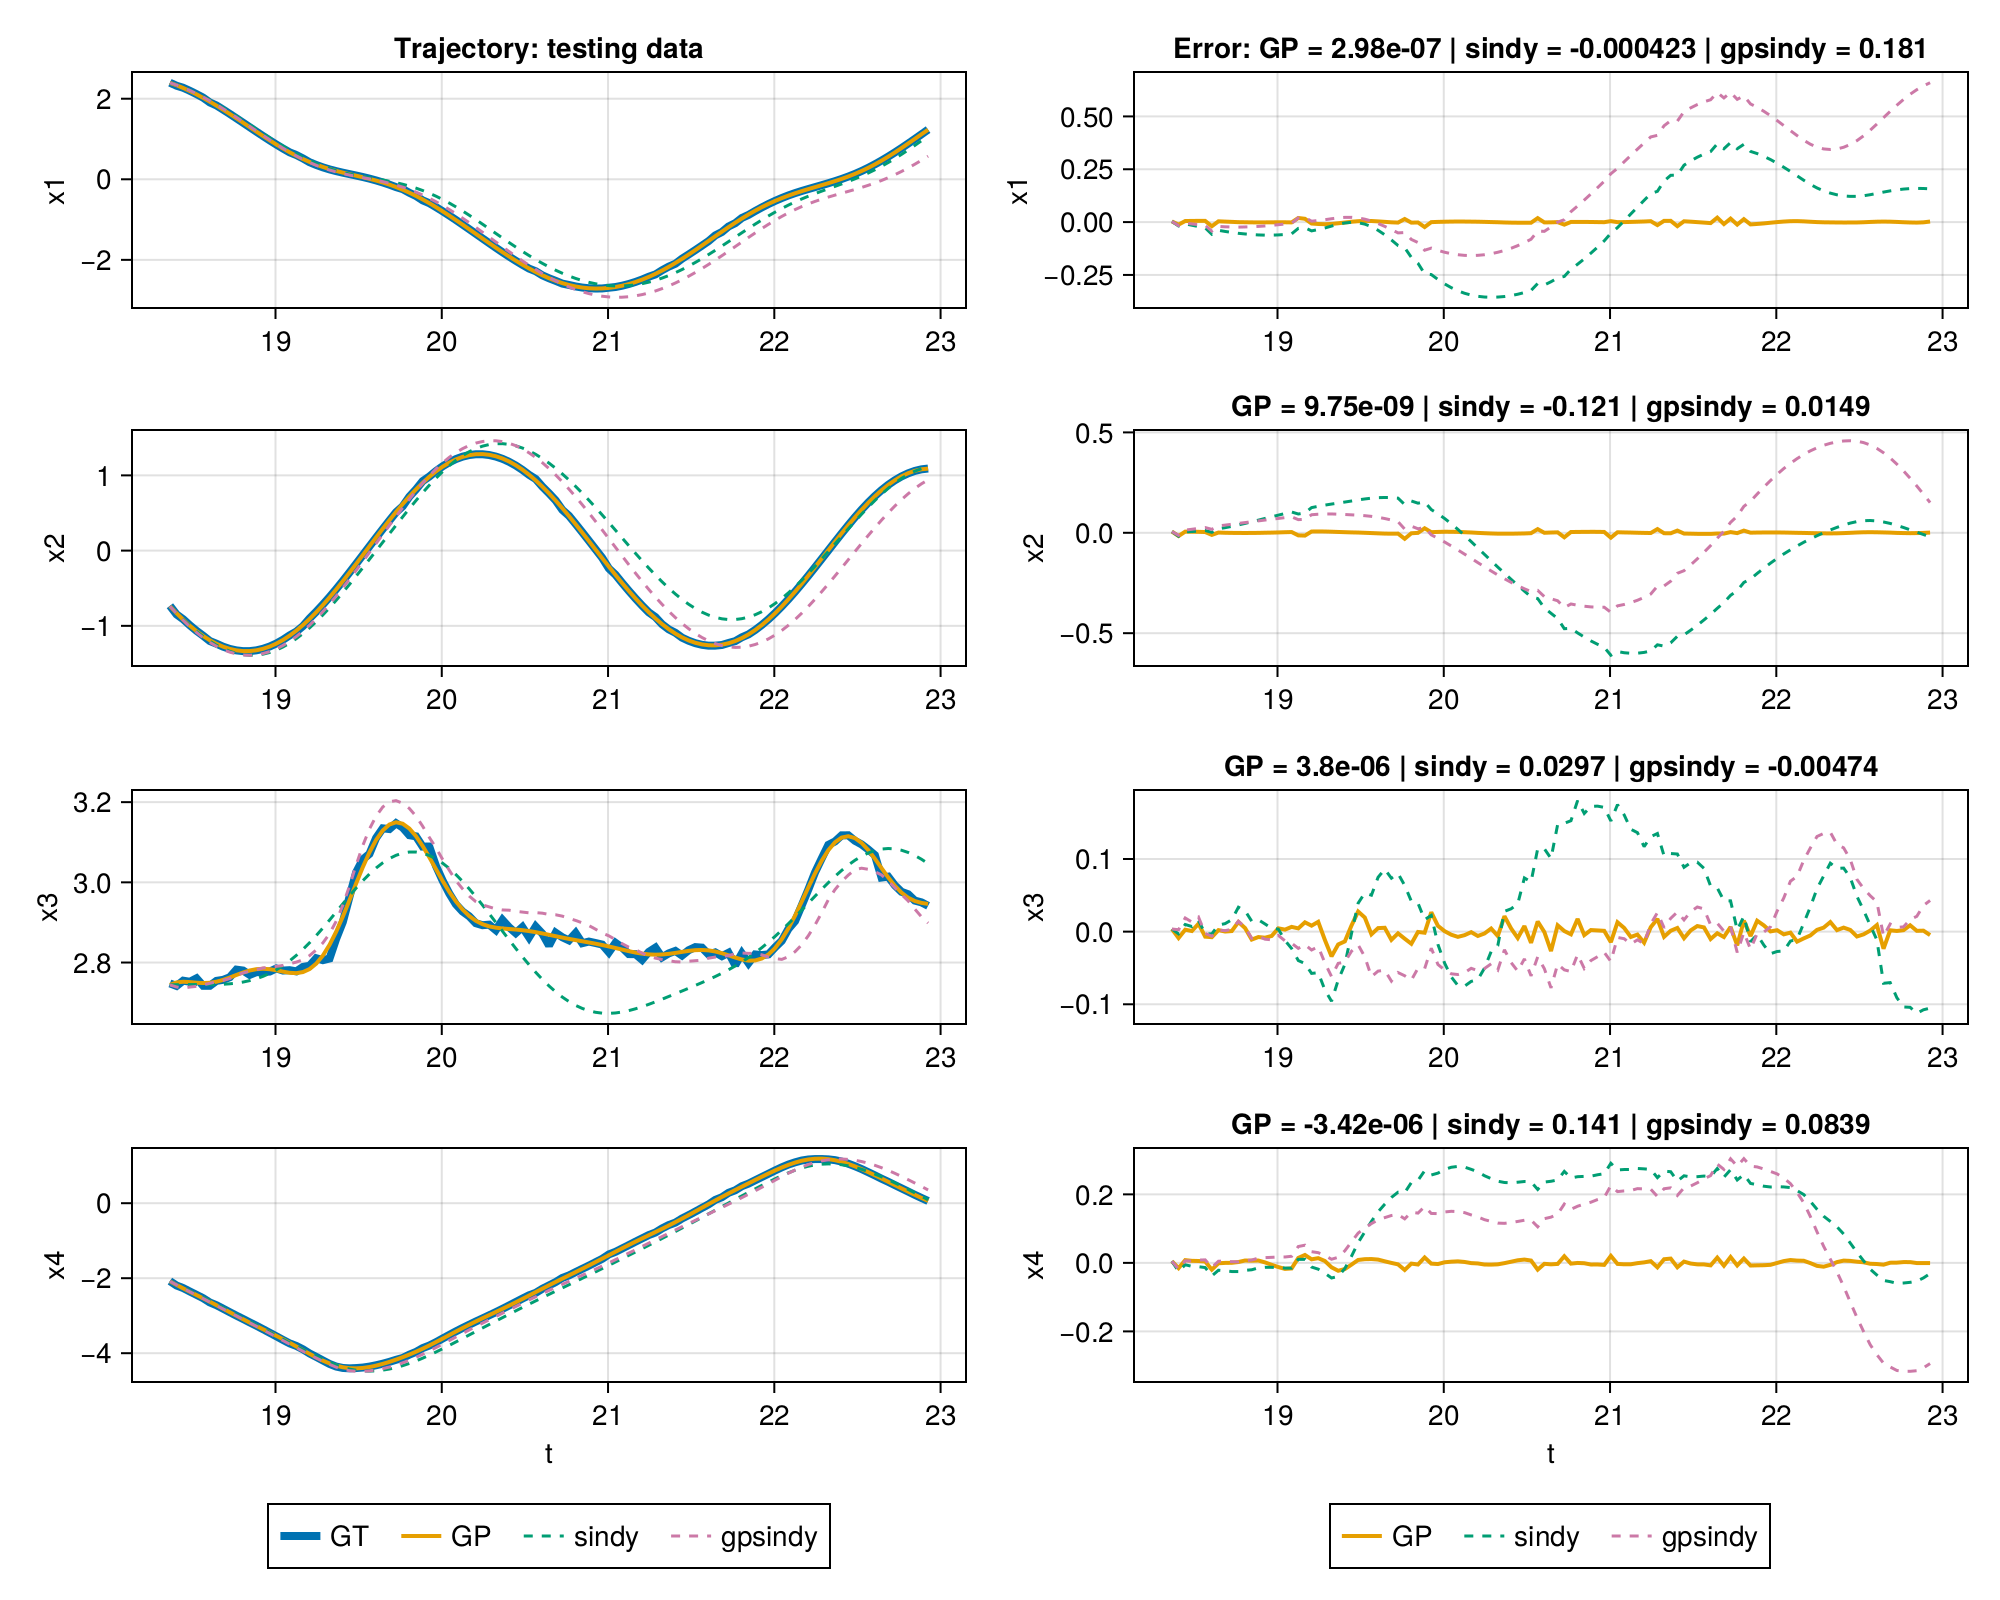 Trajectory: testing data
x1
2
0
−2
19 20 21 22 23
Error: GP = 2.98e-07 | sindy = -0.000423 | gpsindy = 0.181
x1
0.50
0.25
0.00
−0.25
19 20 21 22 23
x2
1
0
−1
19 20 21 22 23
GP = 9.75e-09 | sindy = -0.121 | gpsindy = 0.0149
x2
0.5
0.0
−0.5
19 20 21 22 23
x3
3.2
3.0
2.8
19 20 21 22 23
GP = 3.8e-06 | sindy = 0.0297 | gpsindy = -0.00474
x3
0.1
0.0
−0.1
19 20 21 22 23
x4
0
−2
−4
19 20 21 22 23
t
GP = -3.42e-06 | sindy = 0.141 | gpsindy = 0.0839
x4
0.2
0.0
−0.2
19 20 21 22 23
t
GT GP sindy gpsindy
GP sindy gpsindy